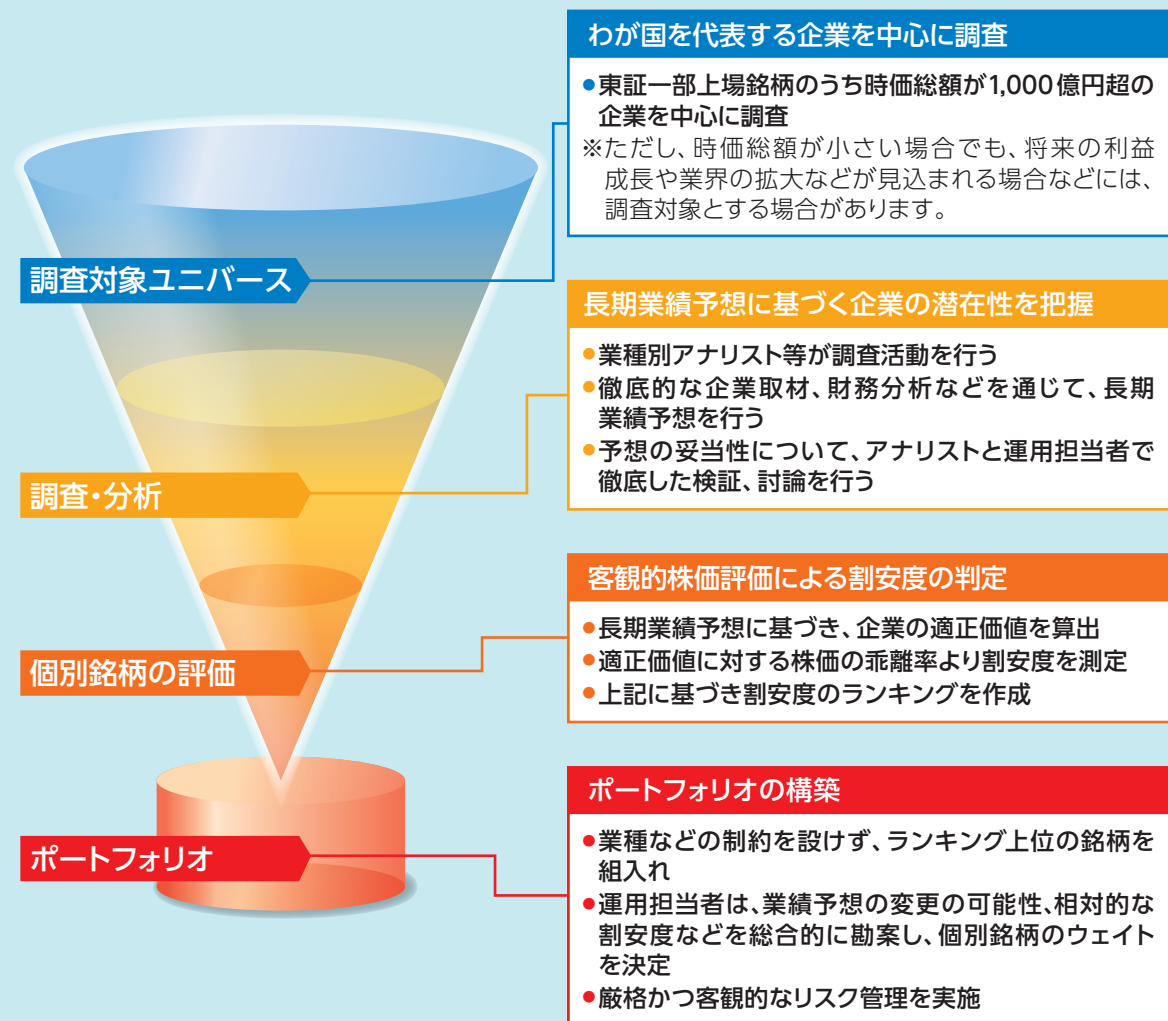 わが国を代表する企業を中心に調査
●東証一部上場銘柄のうち時価総額が1,000億円超の
企業を中心に調査
※ただし、時価総額が小さい場合でも、将来の利益
成長や業界の拡大などが見込まれる場合などには、
調査対象とする場合があります。
調査対象ユニバース
長期業績予想に基づく企業の潜在性を把握
●業種別アナリスト等が調査活動を行う
●徹底的な企業取材、財務分析などを通じて、長期
業績予想を行う
●予想の妥当性について、アナリストと運用担当者で
徹底した検証、討論を行う
調査・分析
客観的株価評価による割安度の判定
●長期業績予想に基づき、企業の適正価値を算出
●適正価値に対する株価の乖離率より割安度を測定
●上記に基づき割安度のランキングを作成
個別銘柄の評価
ポートフォリオの構築
●業種などの制約を設けず、ランキング上位の銘柄を
組入れ
●運用担当者は、業績予想の変更の可能性、相対的な
割安度などを総合的に勘案し、個別銘柄のウェイト
を決定
●厳格かつ客観的なリスク管理を実施
ポートフォリオ